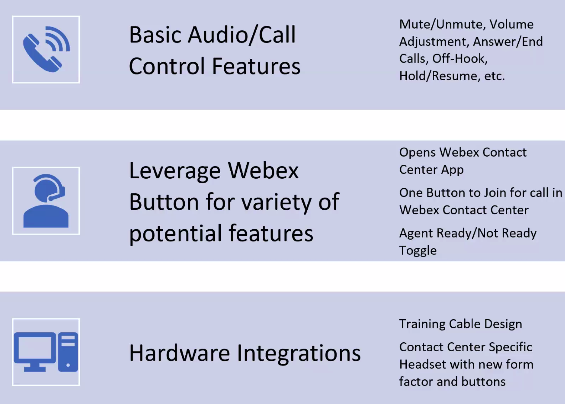 Basic Audio/Call
Control Features
Mute/Unmute, Volume
Adjustment, Answer/End
Calls, Off-Hook,
Hold/Resume, etc.
Leverage Webex
Button for variety of
potential features
Opens Webex Contact
Center App
One Button to Join for call in
Webex Contact Center
Agent Ready/Not Ready
Toggle
Hardware Integrations
Training Cable Design
Contact Center Specific
Headset with new form
factor and buttons